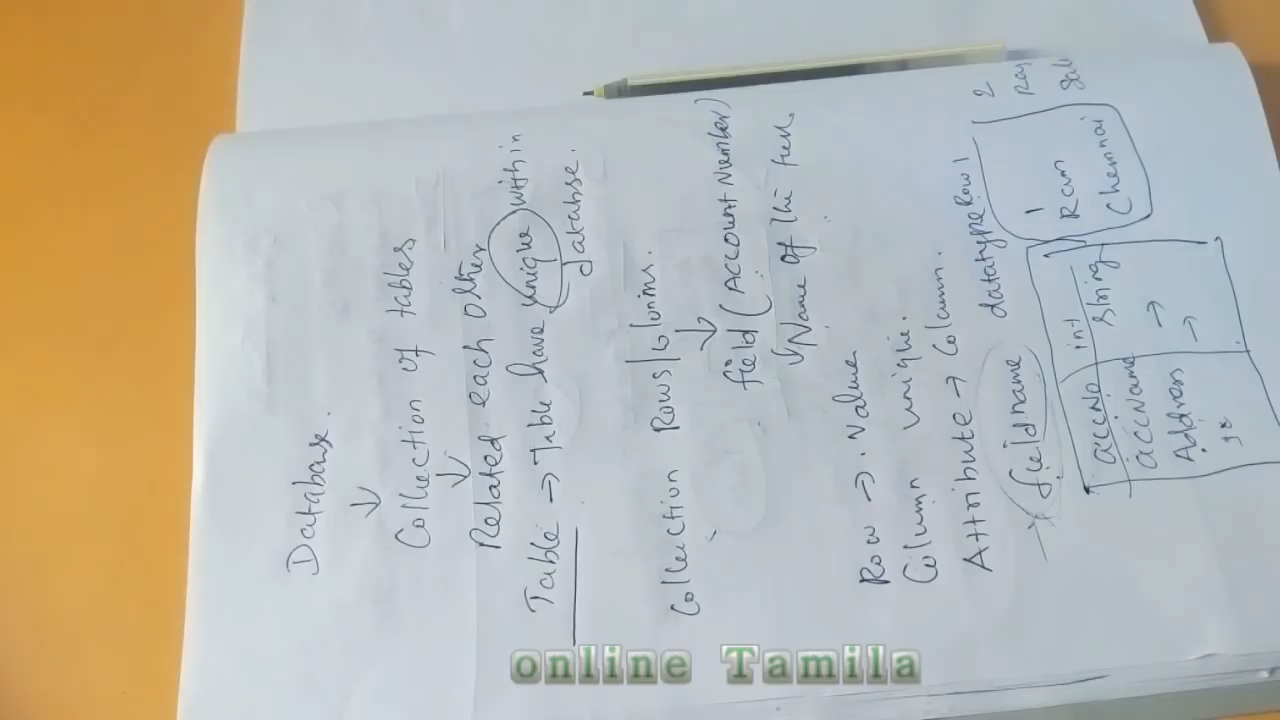 Database.
↓
Collection of tables
↓
Related each other
Table → Table have unique within
database.
Collection Rows/Columns.
↓
field (Account Number)
↓ Name of the
Row → Value
Column unique.
Attribute → Column.
→ field name datatype Row 1 2
accNo int 1
accName String Ram
Address → Chennai
→
online Tamila